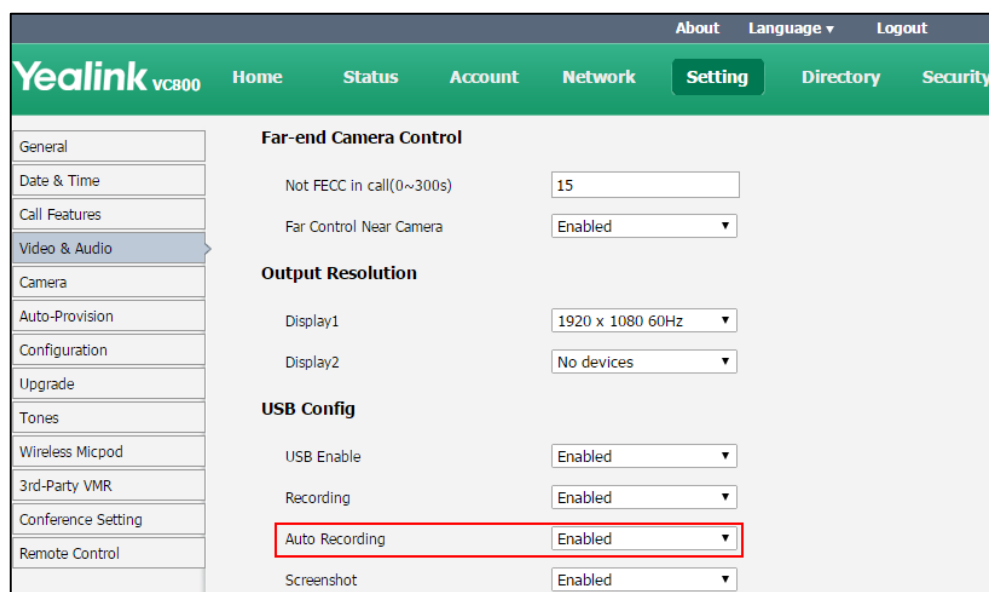 About Language ▾ Logout
Yealink VC800 Home Status Account Network Setting Directory Security
General
Date & Time
Call Features
Video & Audio
Camera
Auto-Provision
Configuration
Upgrade
Tones
Wireless Micpod
3rd-Party VMR
Conference Setting
Remote Control
Far-end Camera Control
Not FECC in call(0~300s) 15
Far Control Near Camera Enabled
Output Resolution
Display1 1920 x 1080 60Hz
Display2 No devices
USB Config
USB Enable Enabled
Recording Enabled
Auto Recording Enabled
Screenshot Enabled